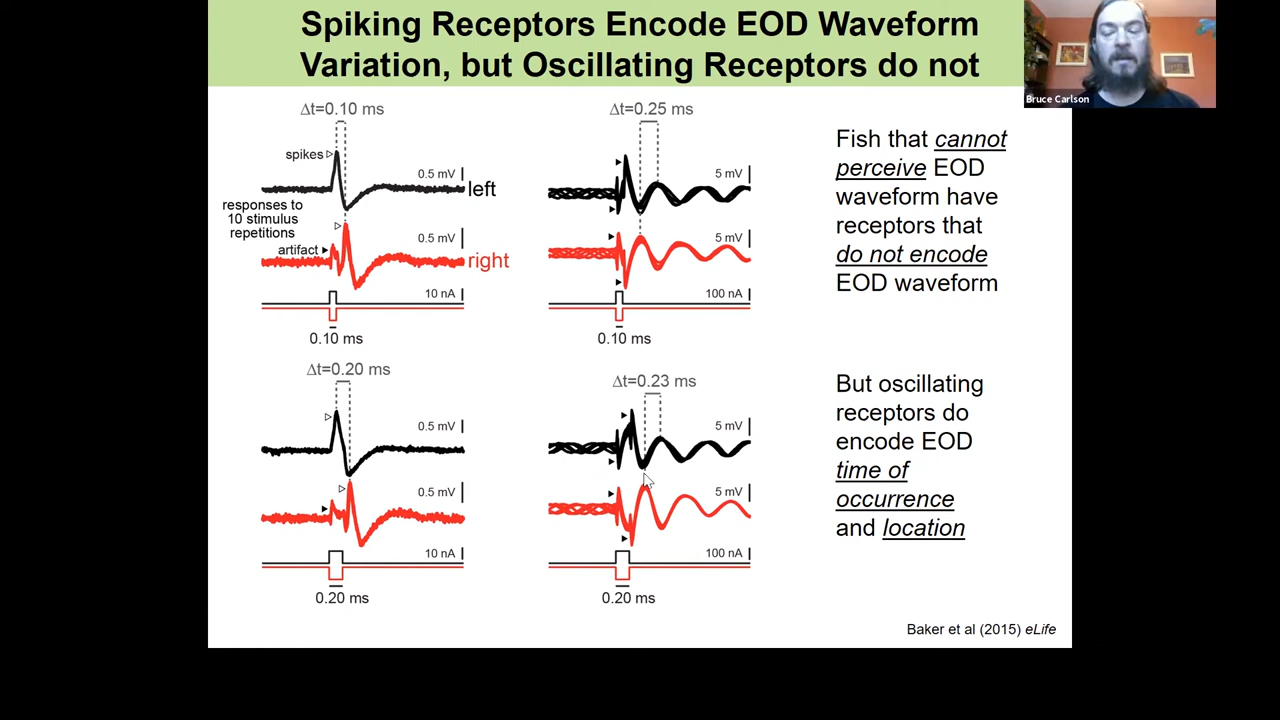 Spiking Receptors Encode EOD Waveform
Variation, but Oscillating Receptors do not
Bruce Carlson
Δt=0.10 ms
spikes
0.5 mV
left
responses to
10 stimulus
repetitions
0.5 mV
artifact
right
10 nA
0.10 ms
Δt=0.25 ms
5 mV
5 mV
100 nA
0.10 ms
Fish that cannot
perceive EOD
waveform have
receptors that
do not encode
EOD waveform
Δt=0.20 ms
0.5 mV
0.5 mV
10 nA
0.20 ms
Δt=0.23 ms
5 mV
5 mV
100 nA
0.20 ms
But oscillating
receptors do
encode EOD
time of
occurrence
and location
Baker et al (2015) eLife